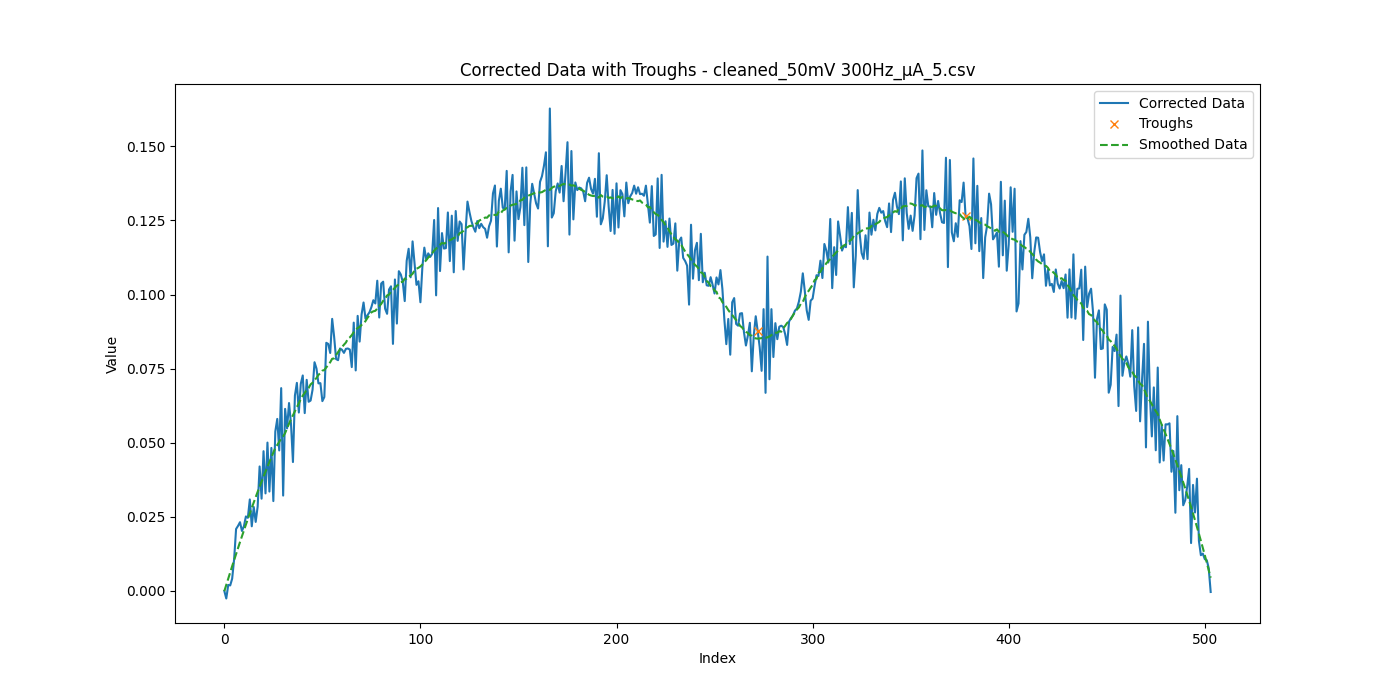 Corrected Data with Troughs - cleaned_50mV 300Hz_µA_5.csv
Corrected Data
Troughs
Smoothed Data
Value
0.150
0.125
0.100
0.075
0.050
0.025
0.000
0
100
200
300
400
500
Index